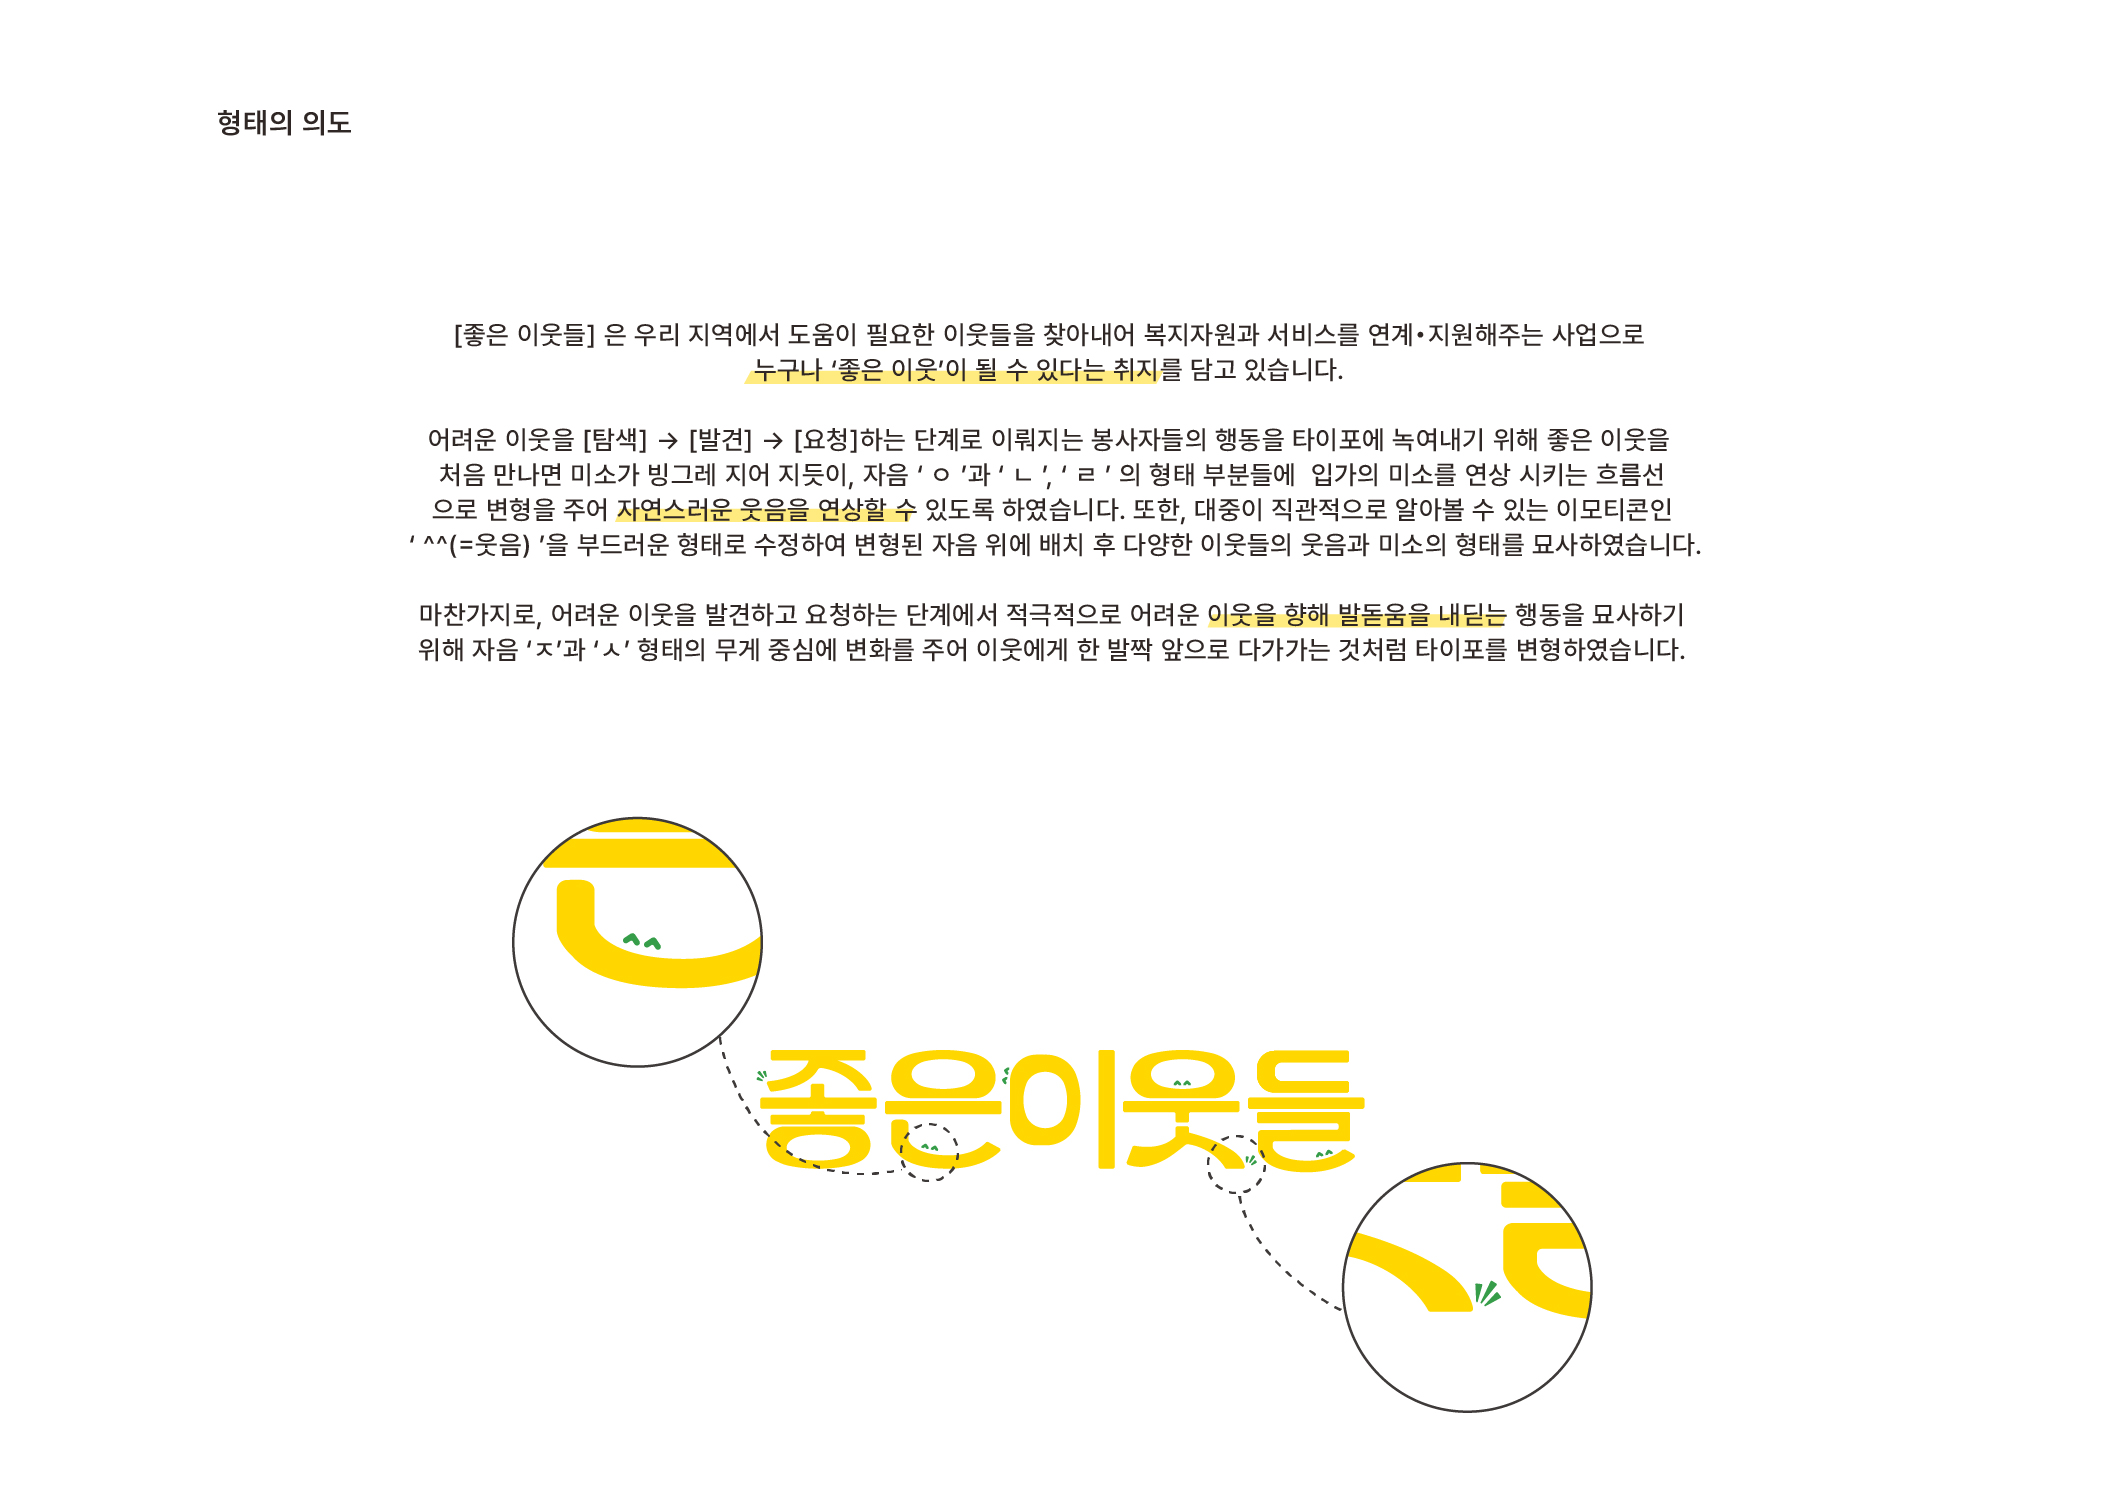 형태의 의도
[좋은 이웃들] 은 우리 지역에서 도움이 필요한 이웃들을 찾아내어 복지자원과 서비스를 연계•지원해주는 사업으로
누구나 ‘좋은 이웃’이 될 수 있다는 취지를 담고 있습니다.
어려운 이웃을 [탐색] → [발견] → [요청]하는 단계로 이뤄지는 봉사자들의 행동을 타이포에 녹여내기 위해 좋은 이웃을
처음 만나면 미소가 빙그레 지어 지듯이, 자음 ‘ ㅇ ’과 ‘ ㄴ ’, ‘ ㄹ ’ 의 형태 부분들에 입가의 미소를 연상 시키는 흐름선
으로 변형을 주어 자연스러운 웃음을 연상할 수 있도록 하였습니다. 또한, 대중이 직관적으로 알아볼 수 있는 이모티콘인
‘ ^^(=웃음) ’을 부드러운 형태로 수정하여 변형된 자음 위에 배치 후 다양한 이웃들의 웃음과 미소의 형태를 묘사하였습니다.
마찬가지로, 어려운 이웃을 발견하고 요청하는 단계에서 적극적으로 어려운 이웃을 향해 발돋움을 내딛는 행동을 묘사하기
위해 자음 ‘ㅈ’과 ‘ㅅ’ 형태의 무게 중심에 변화를 주어 이웃에게 한 발짝 앞으로 다가가는 것처럼 타이포를 변형하였습니다.
좋은이웃들